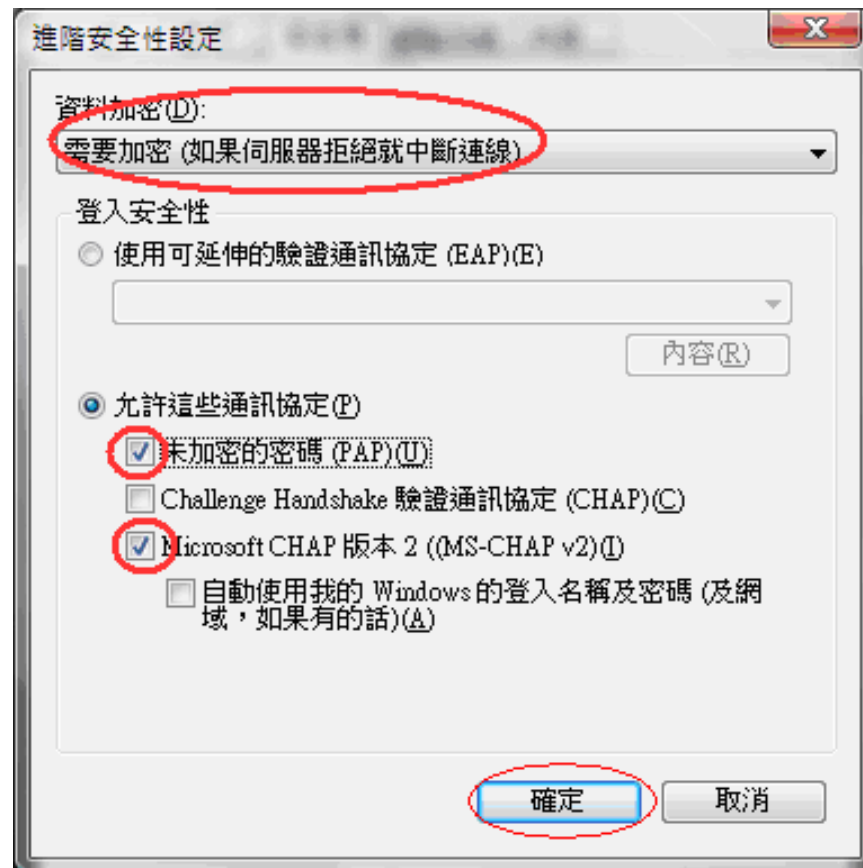 進階安全性設定
資料加密(D):
需要加密 (如果伺服器拒絕就中斷連線)
登入安全性
使用可延伸的驗證通訊協定 (EAP)(E)
內容(R)
允許這些通訊協定(P)
未加密的密碼 (PAP)(U)
Challenge Handshake 驗證通訊協定 (CHAP)(C)
Microsoft CHAP 版本 2 ((MS-CHAP v2)(I)
自動使用我的 Windows 的登入名稱及密碼 (及網
域，如果有的話)(A)
確定
取消